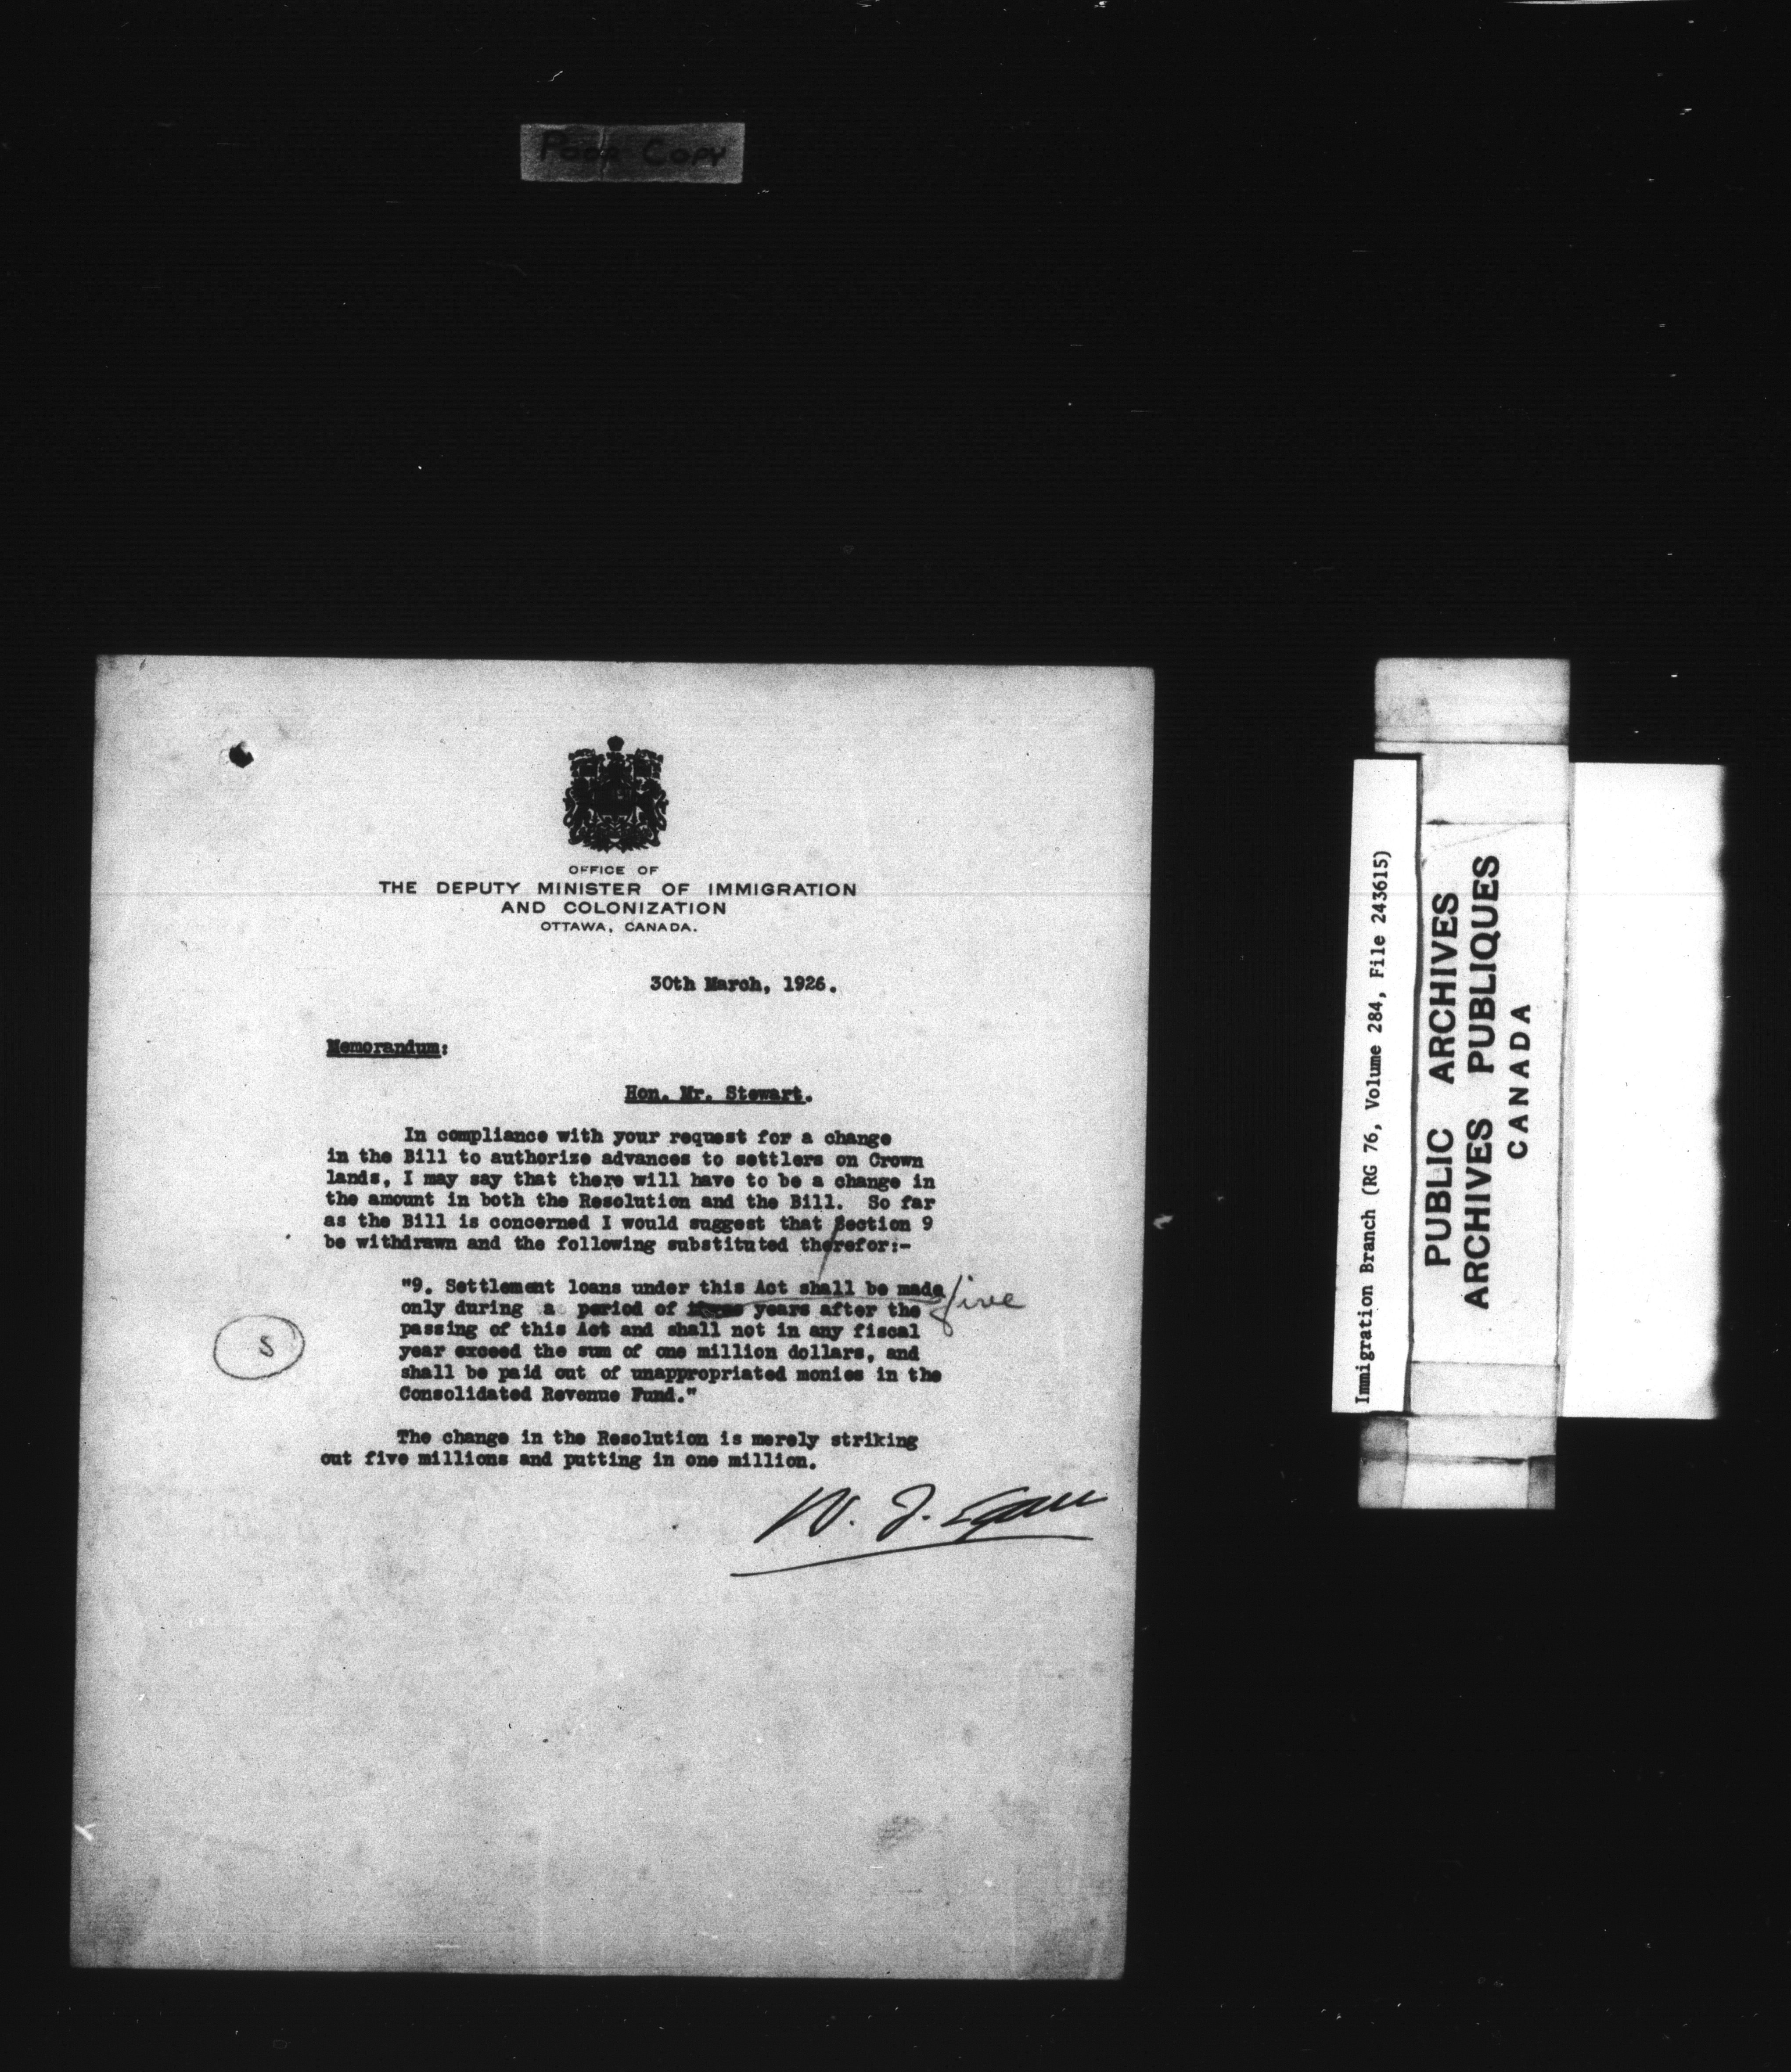 Poor Copy
OFFICE OF
THE DEPUTY MINISTER OF IMMIGRATION
AND COLONIZATION
OTTAWA, CANADA.
30th March, 1926.
Memorandum:
Hon. Mr. Stewart.
In compliance with your request for a change
in the Bill to authorize advances to settlers on Crown
lands, I may say that there will have to be a change in
the amount in both the Resolution and the Bill. So far
as the Bill is concerned I would suggest that Section 9
be withdrawn and the following substituted therefor:-
"9. Settlement loans under this Act shall be made
only during a period of years after the five
passing of this Act and shall not in any fiscal
year exceed the sum of one million dollars, and
shall be paid out of unappropriated monies in the
Consolidated Revenue Fund."
The change in the Resolution is merely striking
out five millions and putting in one million.
W. J. Egan
Immigration Branch (RG 76, Volume 284, File 243615)
PUBLIC ARCHIVES
ARCHIVES PUBLIQUES
CANADA